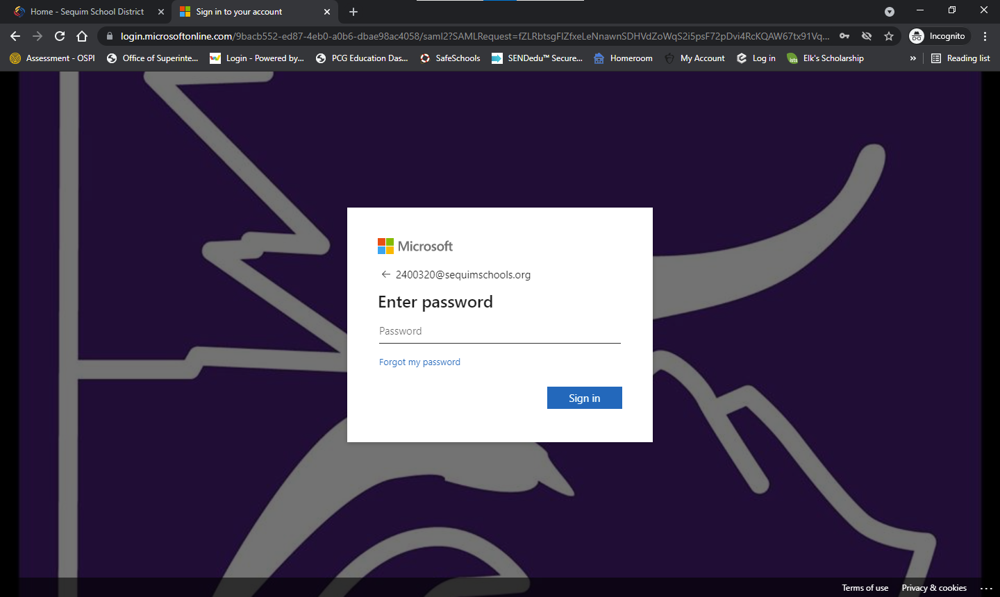 Home - Sequim School District
Sign in to your account
login.microsoftonline.com/9bacb552-ed87-4eb0-a0b6-dbae98ac4058/saml2?SAMLRequest=fZLRbtsgFIZfxeLeNnawnSDHVdZoWqS2i5psF72pDvi4RcKQAW67tx91Vq...
Incognito
Assessment - OSPI
Office of Superinte...
Login - Powered by...
PCG Education Das...
SafeSchools
SENDedu™ Secure...
Homeroom
My Account
Log in
ists
Elk's Scholarship
»
Reading list
Microsoft
← 2400320@sequimschools.org
Enter password
Password
Forgot my password
Sign in
Terms of use
Privacy & cookies
...